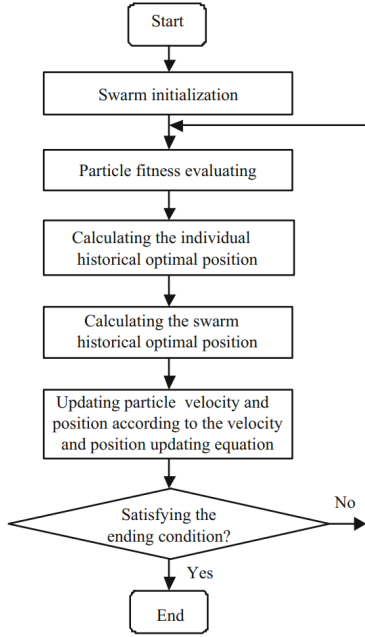 Start
Swarm initialization
Particle fitness evaluating
Calculating the individual
historical optimal position
Calculating the swarm
historical optimal position
Updating particle velocity and
position according to the velocity
and position updating equation
Satisfying the
ending condition?
No
Yes
End